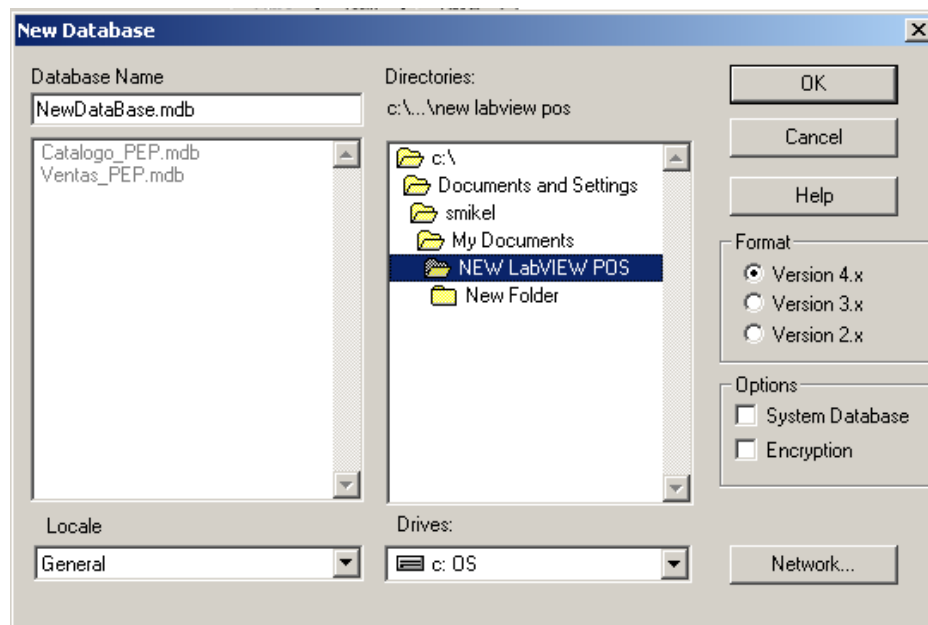 New Database
Database Name
NewDataBase.mdb
Catalogo_PEP.mdb
Ventas_PEP.mdb
Locale
General
Directories:
c:\...\new labview pos
c:\
Documents and Settings
smikel
My Documents
NEW LabVIEW POS
New Folder
Drives:
c: OS
OK
Cancel
Help
Format
Version 4.x
Version 3.x
Version 2.x
Options
System Database
Encryption
Network...